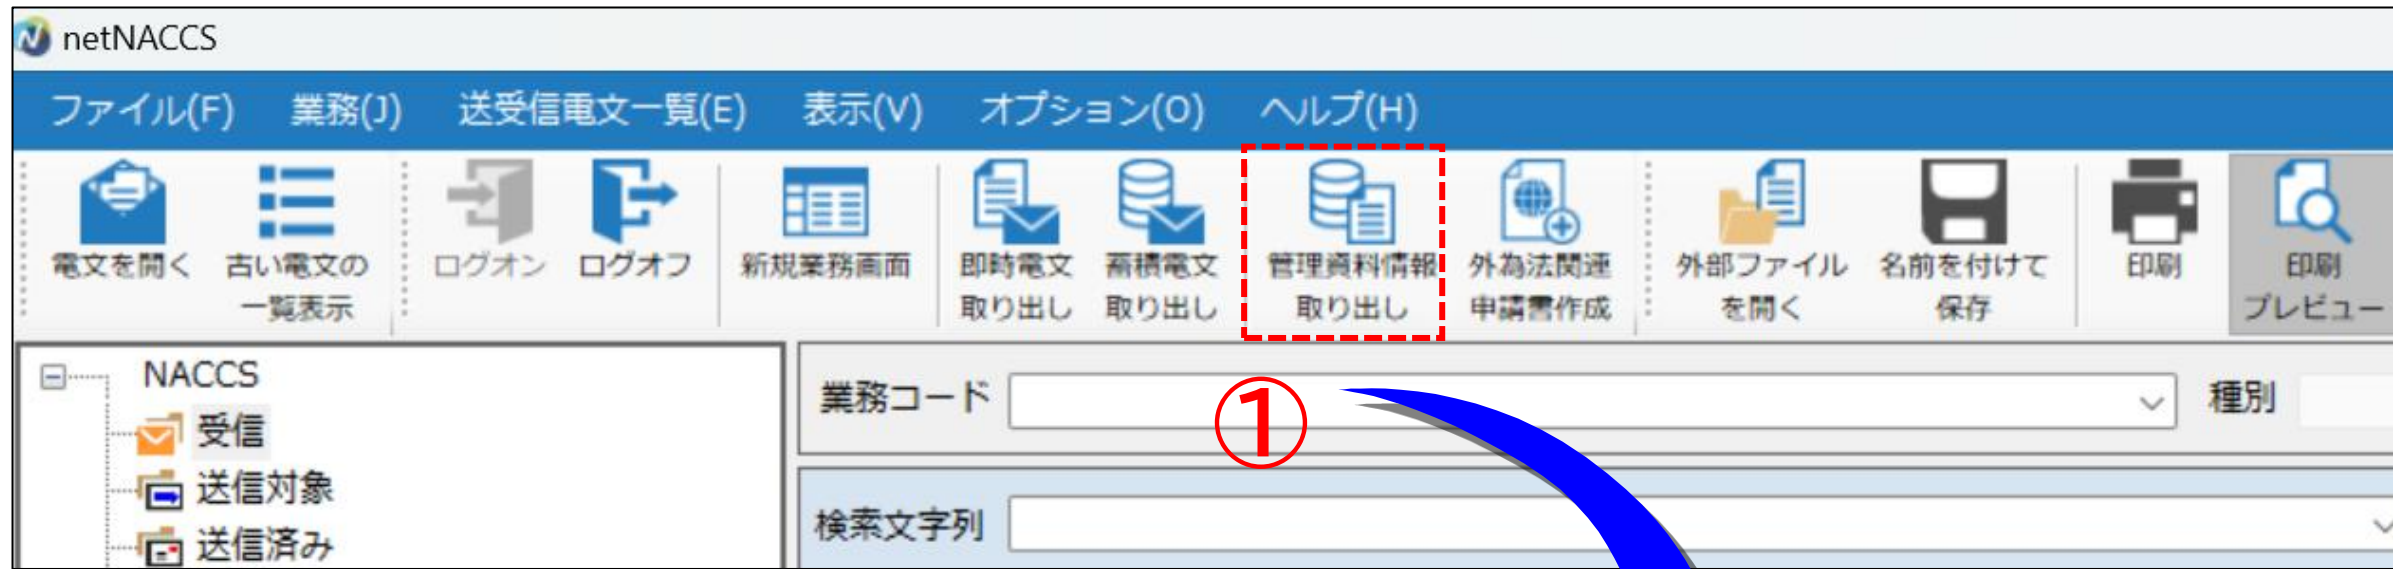 netNACCS
ファイル(F) 業務(J) 送受信電文一覧(E) 表示(V) オプション(O) ヘルプ(H)
電文を開く 古い電文の ログオン ログオフ 新規業務画面 即時電文 蓄積電文 管理資料情報 外為法関連 外部ファイル 名前を付けて 印刷 印刷
一覧表示 取り出し 取り出し 取り出し 申請書作成 を開く 保存 プレビュー
NACCS
受信
送信対象
送信済み
業務コード 種別
①
検索文字列